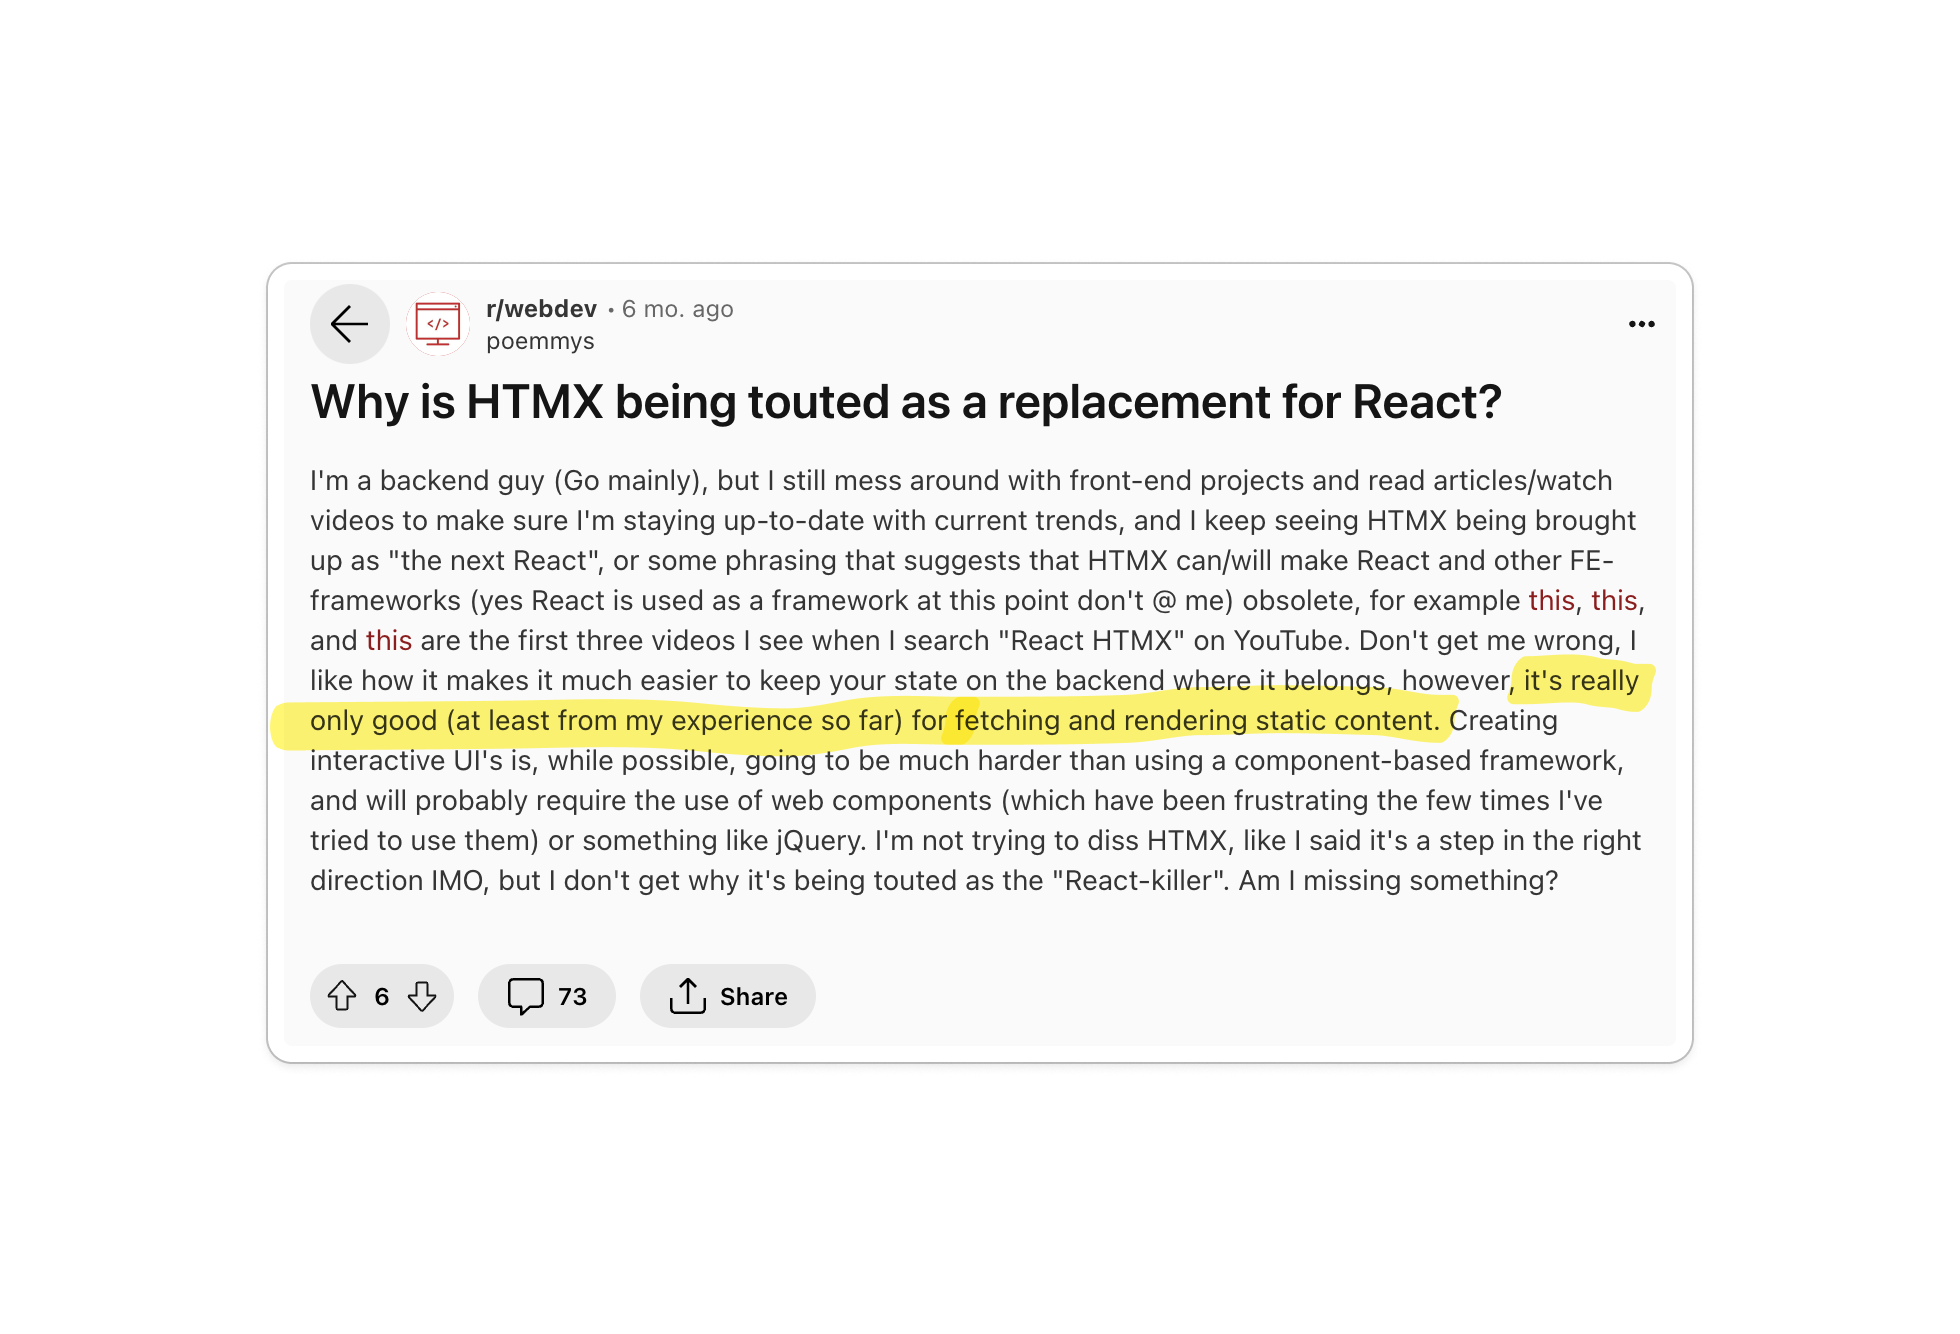 r/webdev • 6 mo. ago
poemmys
Why is HTMX being touted as a replacement for React?
I'm a backend guy (Go mainly), but I still mess around with front-end projects and read articles/watch
videos to make sure I'm staying up-to-date with current trends, and I keep seeing HTMX being brought
up as "the next React", or some phrasing that suggests that HTMX can/will make React and other FE-
frameworks (yes React is used as a framework at this point don't @ me) obsolete, for example this, this,
and this are the first three videos I see when I search "React HTMX" on YouTube. Don't get me wrong, I
like how it makes it much easier to keep your state on the backend where it belongs, however, it's really
only good (at least from my experience so far) for fetching and rendering static content. Creating
interactive UI's is, while possible, going to be much harder than using a component-based framework,
and will probably require the use of web components (which have been frustrating the few times I've
tried to use them) or something like jQuery. I'm not trying to diss HTMX, like I said it's a step in the right
direction IMO, but I don't get why it's being touted as the "React-killer". Am I missing something?
6 73 Share